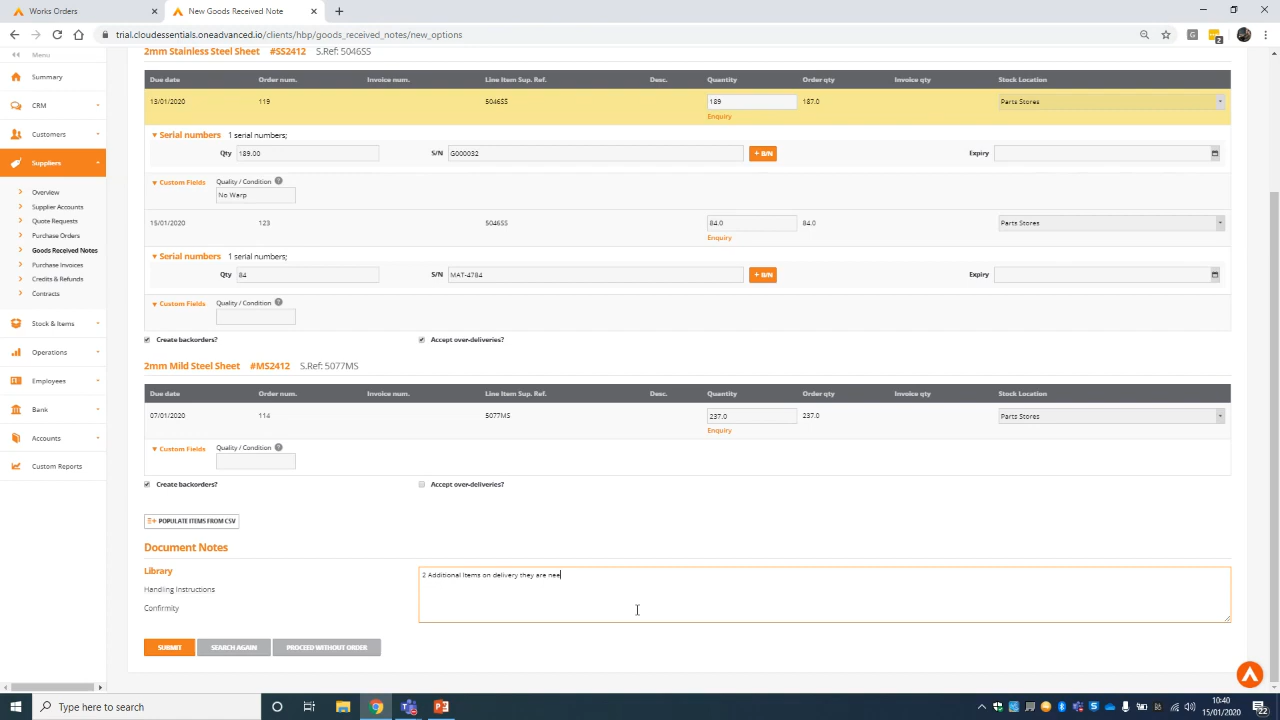 Works Orders
New Goods Received Note
trial.cloudessentials.oneadvanced.io/clients/hbp/goods_received_notes/new_options
Menu
Summary
CRM
Customers
Suppliers
Overview
Supplier Accounts
Quote Requests
Purchase Orders
Goods Received Notes
Purchase Invoices
Credits & Refunds
Contracts
Stock & Items
Operations
Employees
Bank
Accounts
Custom Reports
2mm Stainless Steel Sheet #SS2412 S.Ref: 5046SS
Due date Order num. Invoice num. Line Item Sup. Ref. Desc. Quantity Order qty Invoice qty Stock Location
13/01/2020 119 5046SS 189 187.0 Parts Stores
Enquiry
Serial numbers 1 serial numbers;
Qty 189.00 S/N G000032 + B/N Expiry
Custom Fields Quality / Condition ?
No Warp
15/01/2020 123 5046SS 84.0 84.0 Parts Stores
Enquiry
Serial numbers 1 serial numbers;
Qty 84 S/N MAT-4784 + B/N Expiry
Custom Fields Quality / Condition ?
Create backorders? Accept over-deliveries?
2mm Mild Steel Sheet #MS2412 S.Ref: 5077MS
Due date Order num. Invoice num. Line Item Sup. Ref. Desc. Quantity Order qty Invoice qty Stock Location
07/01/2020 114 5077MS 237.0 237.0 Parts Stores
Enquiry
Custom Fields Quality / Condition ?
Create backorders? Accept over-deliveries?
POPULATE ITEMS FROM CSV
Document Notes
Library
Handling Instructions
Confirmity
2 Additional Items on delivery they are nee
SUBMIT SEARCH AGAIN PROCEED WITHOUT ORDER
Type here to search
10:40
15/01/2020
22